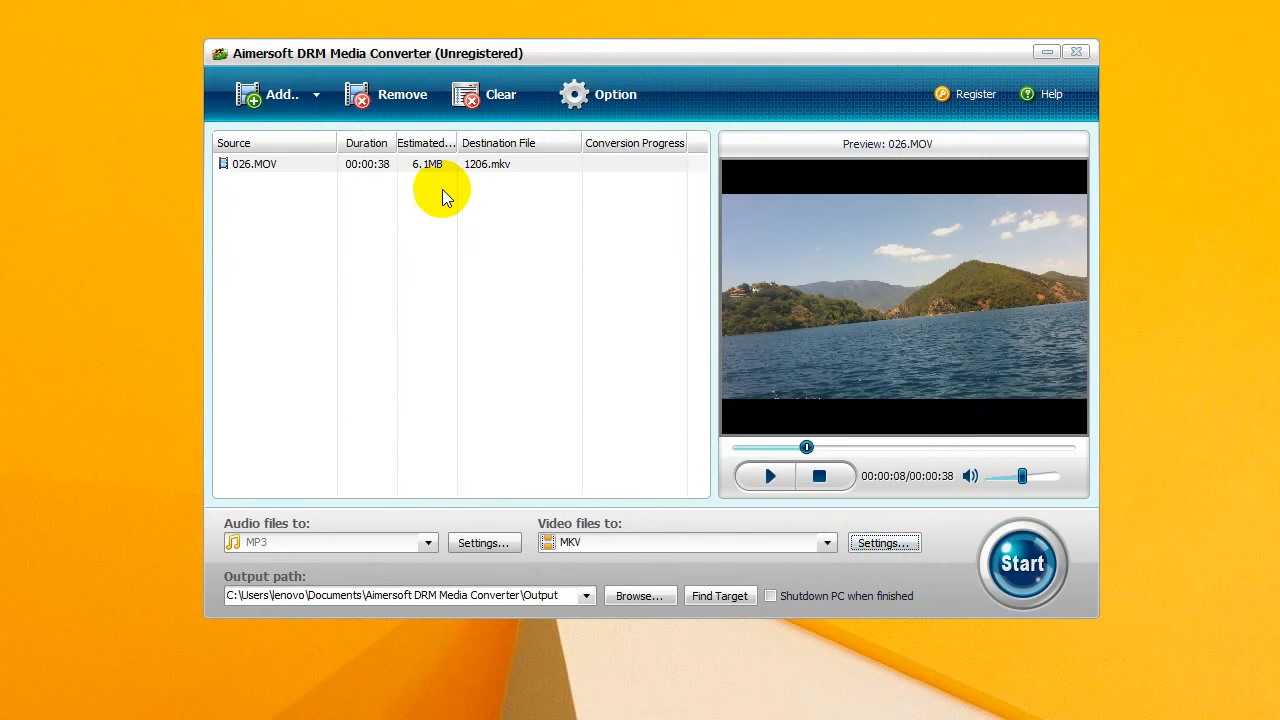 Aimersoft DRM Media Converter (Unregistered)
Add.. Remove Clear Option Register Help
Source Duration Estimated... Destination File Conversion Progress
026.MOV 00:00:38 6.1MB 1206.mkv
Preview: 026.MOV
00:00:08/00:00:38
Audio files to: Video files to:
MP3 Settings... MKV Settings...
Start
Output path:
C:\Users\lenovo\Documents\Aimersoft DRM Media Converter\Output Browse... Find Target Shutdown PC when finished